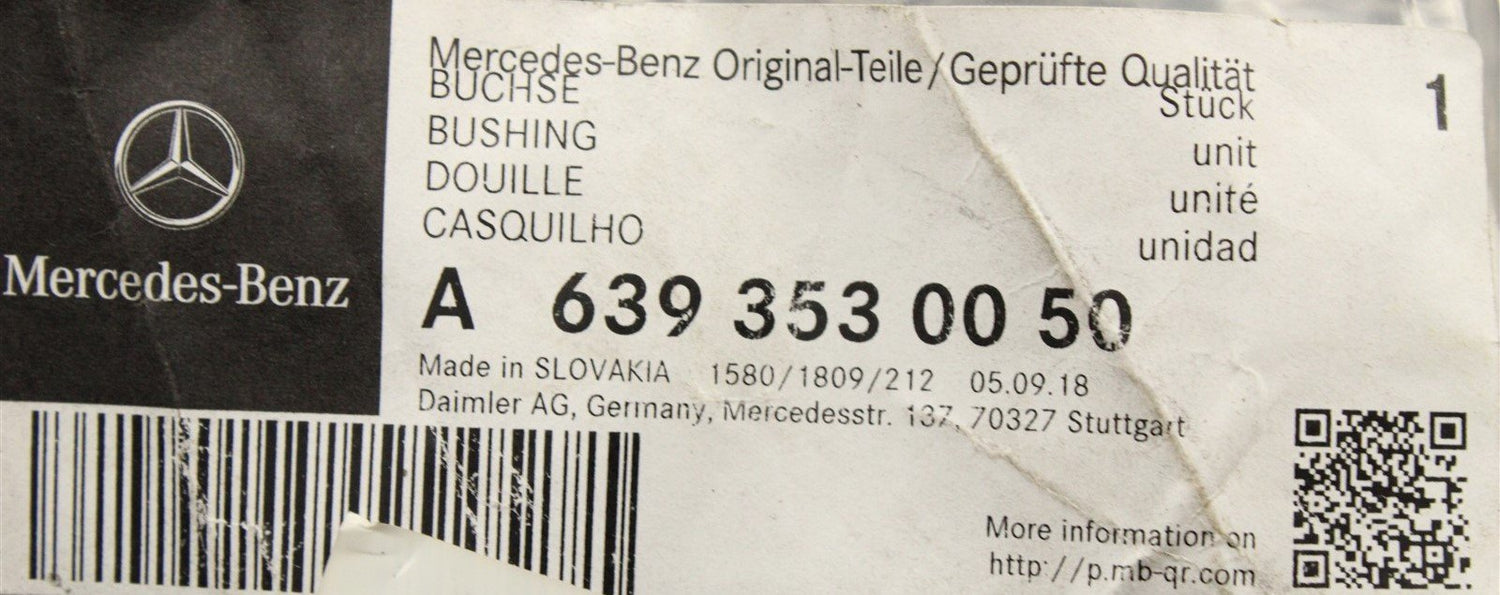 Mercedes-Benz
Mercedes-Benz Original-Teile/Geprüfte Qualität
BUCHSE Stück 1
BUSHING unit
DOUILLE unité
CASQUILHO unidad
A 639 353 00 50
Made in SLOVAKIA 1580/1809/212 05.09.18
Daimler AG, Germany, Mercedesstr. 137, 70327 Stuttgart
More information on
http://p.mb-qr.com